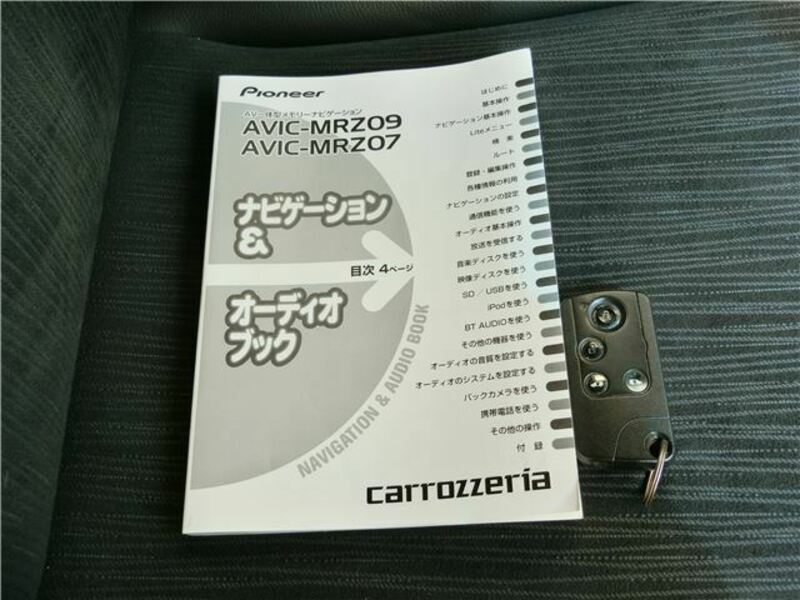 Pioneer
AV一体型メモリーナビゲーション
AVIC-MRZ09
AVIC-MRZ07
ナビゲーション
&
目次 4ページ
オーディオ
ブック
NAVIGATION & AUDIO BOOK
はじめに
基本操作
ナビゲーション基本操作
Liteメニュー
検 索
ルート
登録・編集操作
各種情報の利用
ナビゲーションの設定
通信機能を使う
オーディオ基本操作
放送を受信する
音楽ディスクを使う
映像ディスクを使う
SD/USBを使う
iPodを使う
BT AUDIOを使う
その他の機器を使う
オーディオの音質を設定する
オーディオのシステムを設定する
バックカメラを使う
携帯電話を使う
その他の操作
付 録
carrozzeria